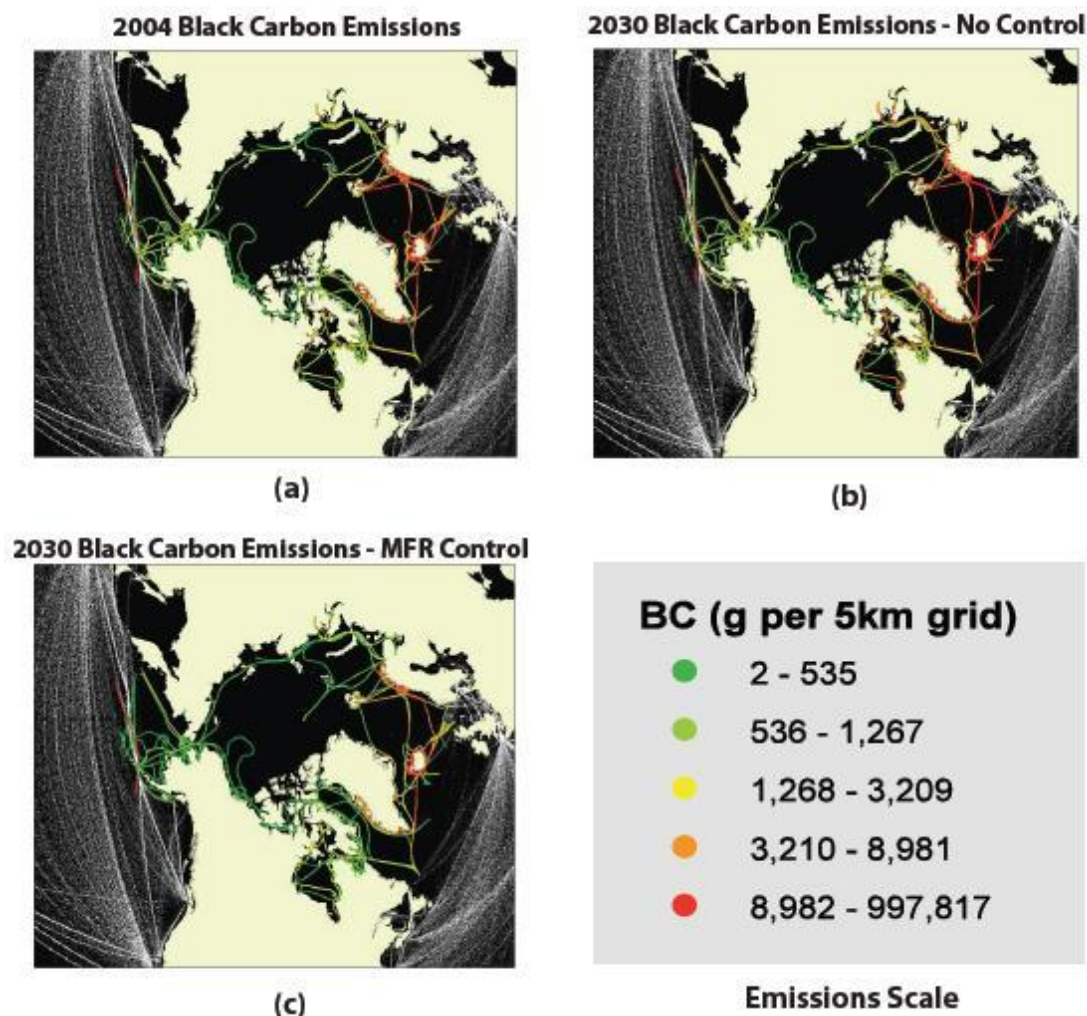 2004 Black Carbon Emissions
2030 Black Carbon Emissions - No Control
(a)
(b)
2030 Black Carbon Emissions - MFR Control
(c)
BC (g per 5km grid)
2 - 535
536 - 1,267
1,268 - 3,209
3,210 - 8,981
8,982 - 997,817
Emissions Scale